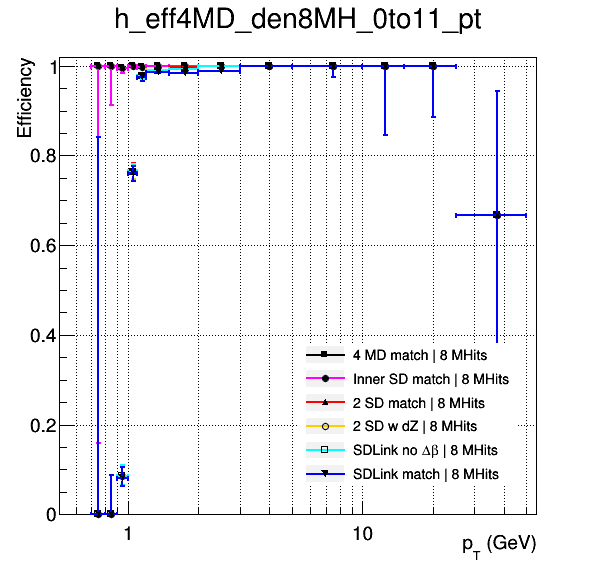 h_eff4MD_den8MH_0to11_pt
Efficiency
1
0.8
0.6
0.4
0.2
0
4 MD match | 8 MHits
Inner SD match | 8 MHits
2 SD match | 8 MHits
2 SD w dZ | 8 MHits
SDLink no Δβ | 8 MHits
SDLink match | 8 MHits
1 10
p_T (GeV)